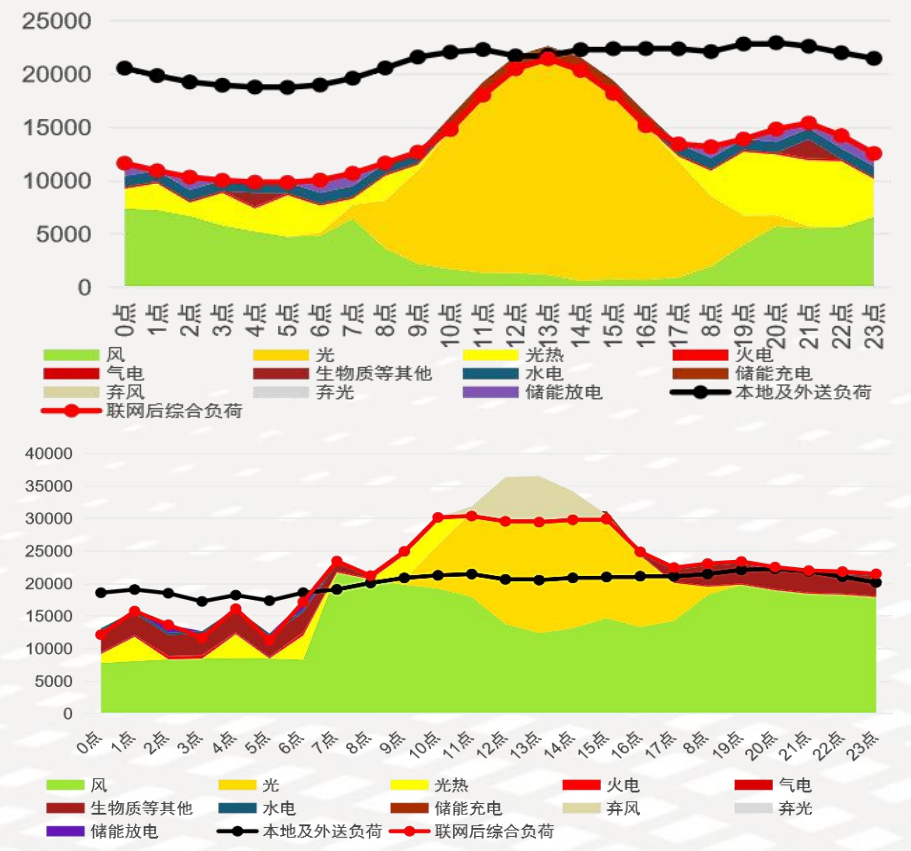 25000
20000
15000
10000
5000
0
0点 1点 2点 3点 4点 5点 6点 7点 8点 9点 10点 11点 12点 13点 14点 15点 16点 17点 8点 19点 20点 21点 22点 23点
风 光 光热 火电
气电 生物质等其他 水电 储能充电
弃风 弃光 储能放电 本地及外送负荷
联网后综合负荷
40000
35000
30000
25000
20000
15000
10000
5000
0
0点 1点 2点 3点 4点 5点 6点 7点 8点 9点 10点 11点 12点 13点 14点 15点 16点 17点 8点 19点 20点 21点 22点 23点
风 光 光热 火电 气电
生物质等其他 水电 储能充电 弃风 弃光
储能放电 本地及外送负荷 联网后综合负荷